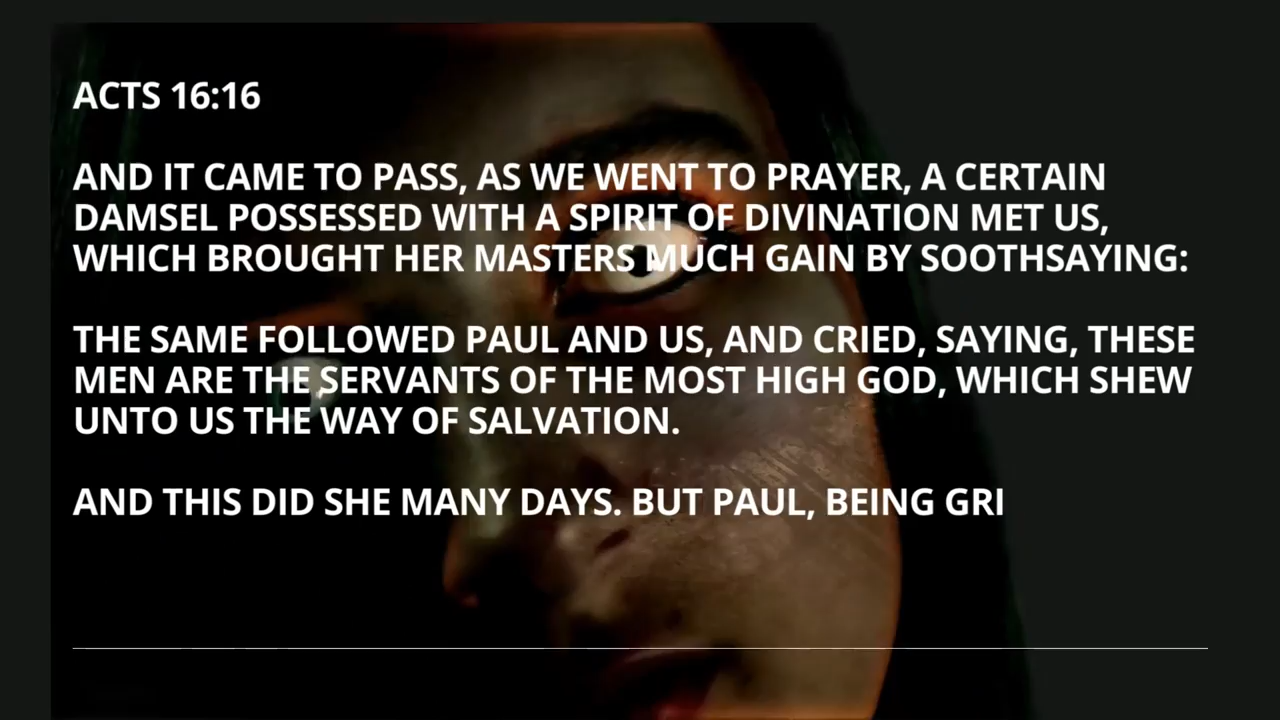 ACTS 16:16
AND IT CAME TO PASS, AS WE WENT TO PRAYER, A CERTAIN
DAMSEL POSSESSED WITH A SPIRIT OF DIVINATION MET US,
WHICH BROUGHT HER MASTERS MUCH GAIN BY SOOTHSAYING:
THE SAME FOLLOWED PAUL AND US, AND CRIED, SAYING, THESE
MEN ARE THE SERVANTS OF THE MOST HIGH GOD, WHICH SHEW
UNTO US THE WAY OF SALVATION.
AND THIS DID SHE MANY DAYS. BUT PAUL, BEING GRI